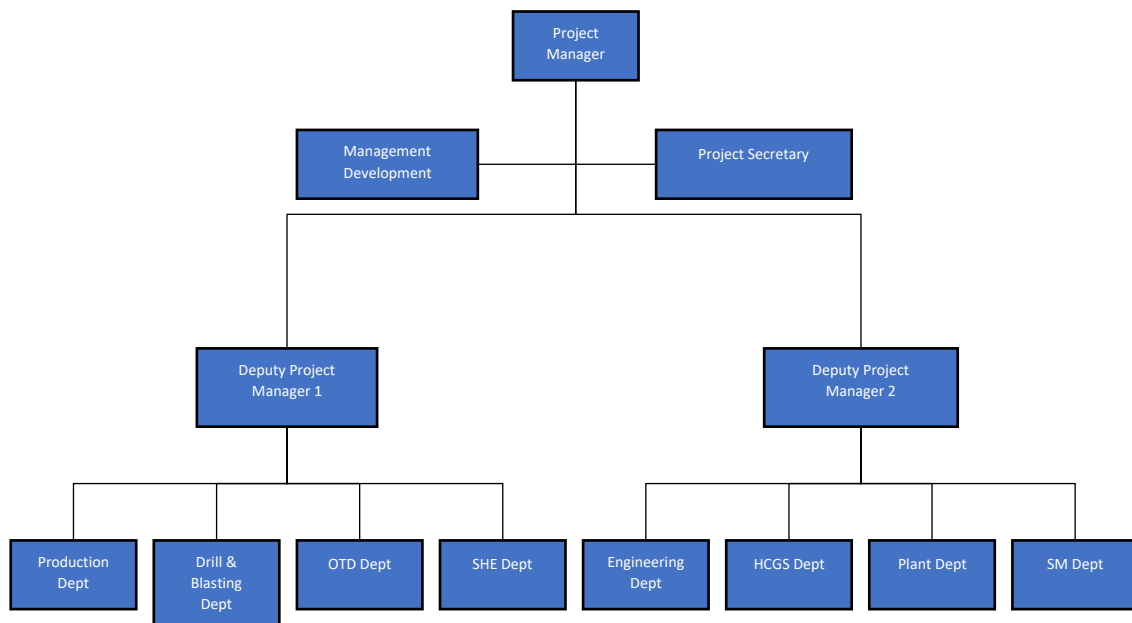 Project
Manager
Management
Development
Project Secretary
Deputy Project
Manager 1
Deputy Project
Manager 2
Production
Dept
Drill &
Blasting
Dept
OTD Dept
SHE Dept
Engineering
Dept
HCGS Dept
Plant Dept
SM Dept